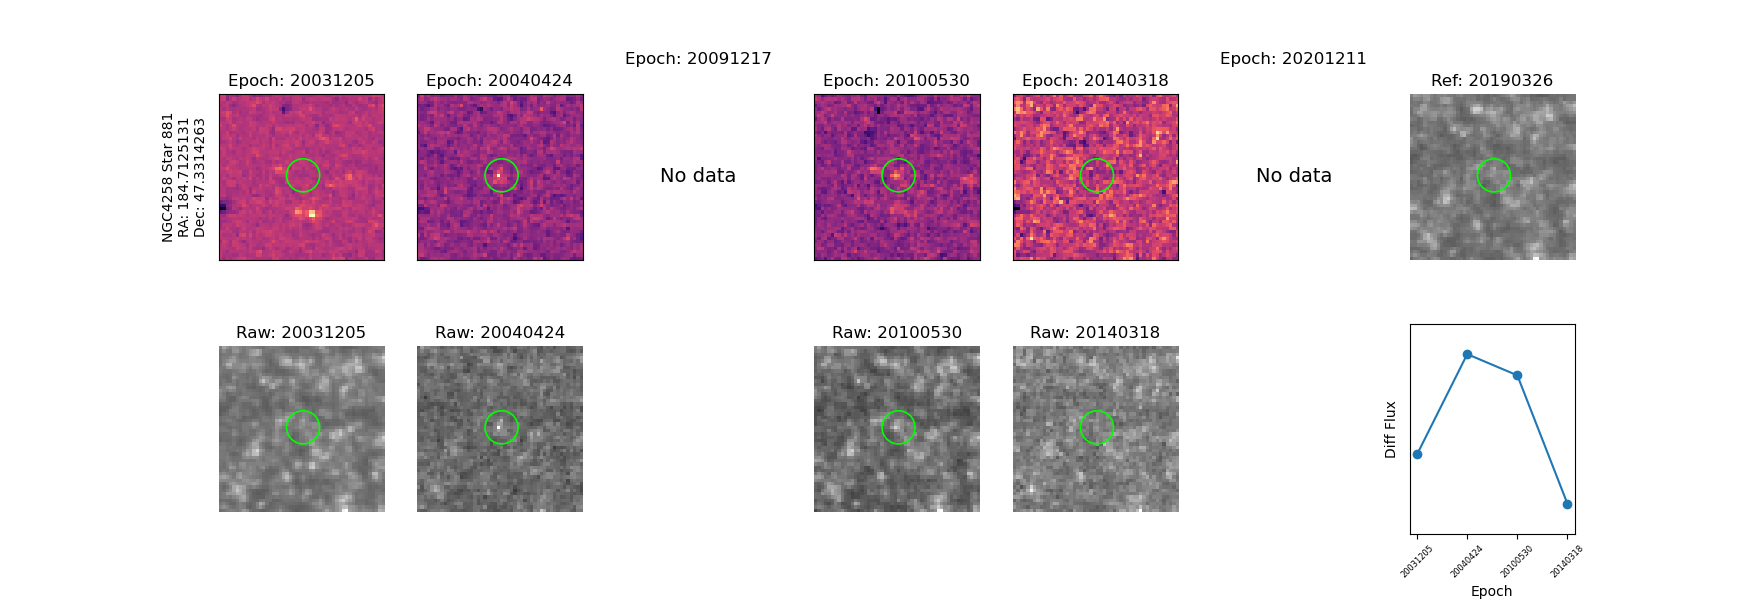 Epoch: 20031205
Epoch: 20040424
Epoch: 20091217
Epoch: 20100530
Epoch: 20140318
Epoch: 20201211
Ref: 20190326
NGC4258 Star 881
RA: 184.7125131
Dec: 47.3314263
No data
No data
Raw: 20031205
Raw: 20040424
Raw: 20100530
Raw: 20140318
Diff Flux
20031205
20040424
20100530
20140318
Epoch